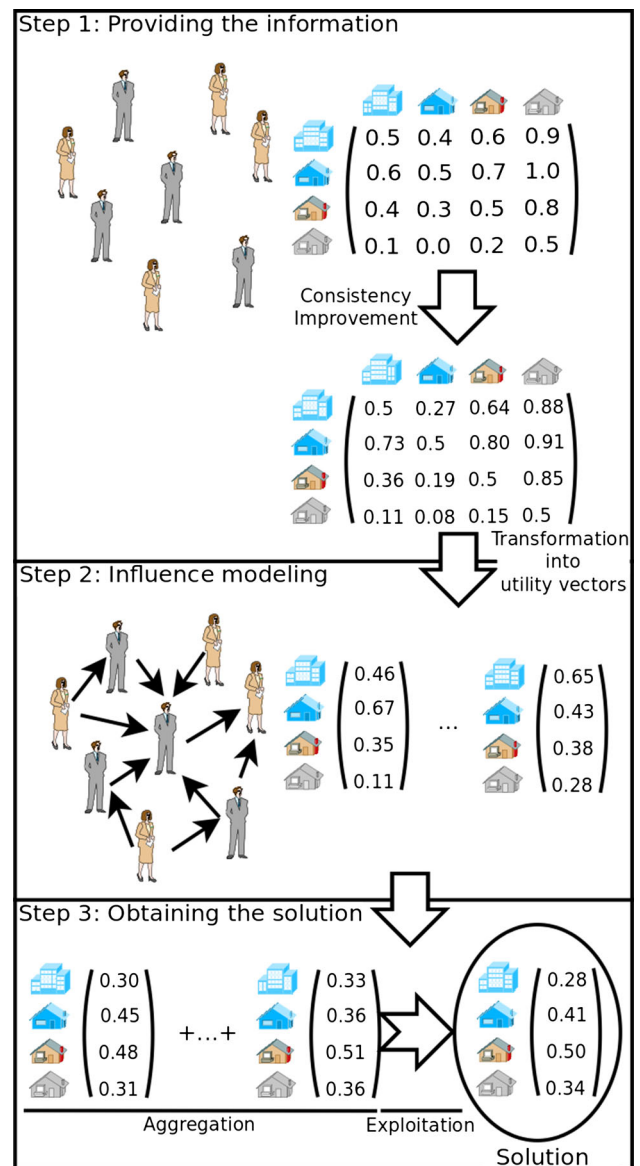 Step 1: Providing the information
0.5 0.4 0.6 0.9
0.6 0.5 0.7 1.0
0.4 0.3 0.5 0.8
0.1 0.0 0.2 0.5
Consistency
Improvement
0.5 0.27 0.64 0.88
0.73 0.5 0.80 0.91
0.36 0.19 0.5 0.85
0.11 0.08 0.15 0.5
Transformation
into
utility vectors
Step 2: Influence modeling
0.46
0.67
0.35
0.11
...
0.65
0.43
0.38
0.28
Step 3: Obtaining the solution
0.30
0.45
0.48
0.31
+...+
0.33
0.36
0.51
0.36
0.28
0.41
0.50
0.34
Aggregation
Exploitation
Solution